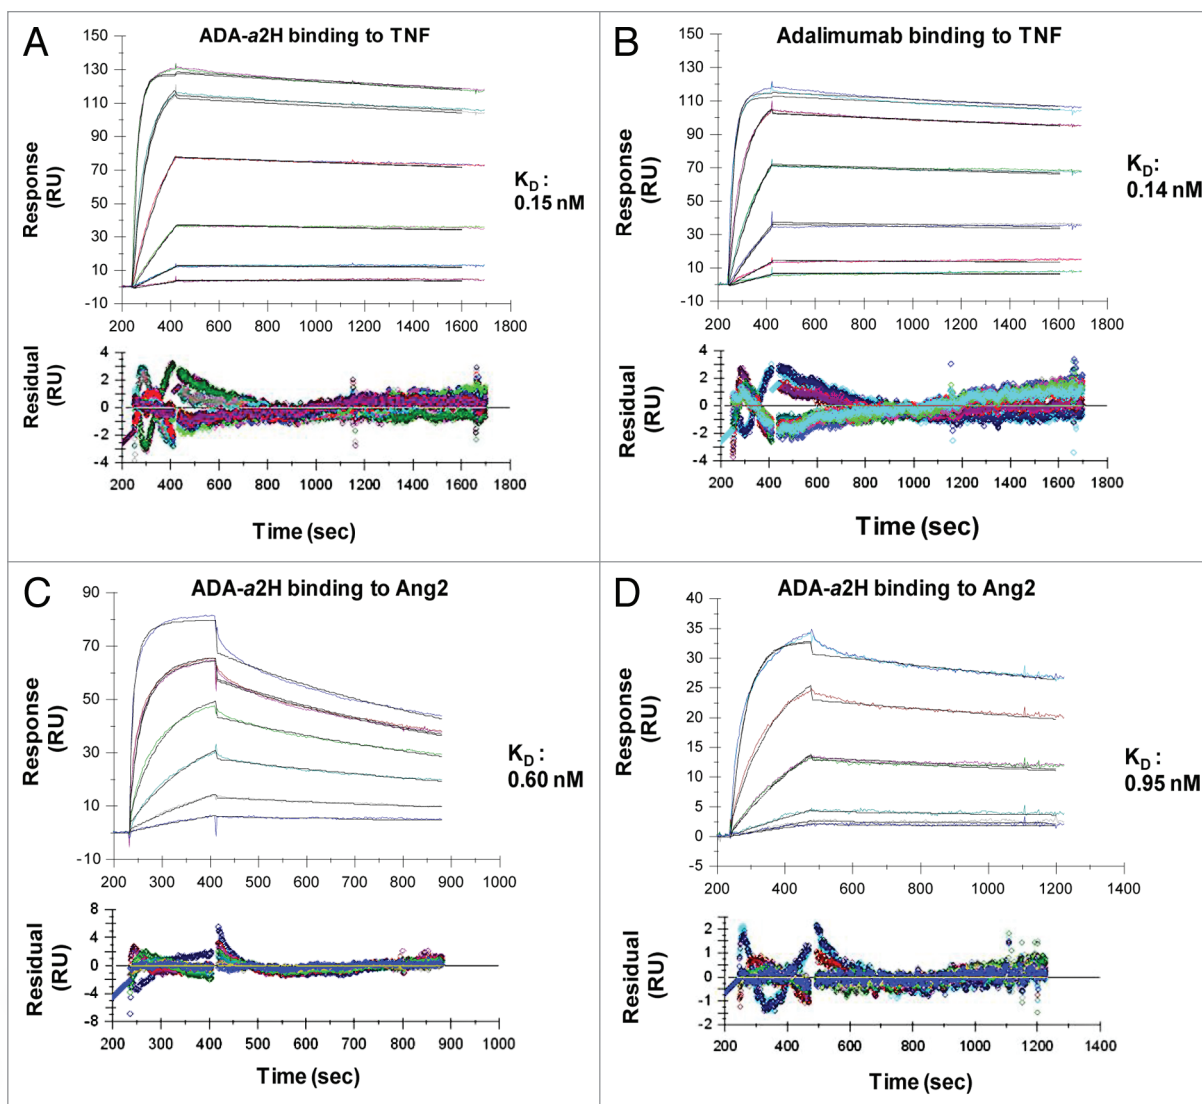 A
ADA-a2H binding to TNF
150
130
110
90
70
50
30
10
-10
Response
(RU)
200 400 600 800 1000 1200 1400 1600 1800
KD:
0.15 nM
4
2
0
-2
-4
Residual
(RU)
200 400 600 800 1000 1200 1400 1600 1800
Time (sec)
B
Adalimumab binding to TNF
150
130
110
90
70
50
30
10
-10
Response
(RU)
200 400 600 800 1000 1200 1400 1600 1800
KD:
0.14 nM
4
2
0
-2
-4
Residual
(RU)
200 400 600 800 1000 1200 1400 1600 1800
Time (sec)
C
ADA-a2H binding to Ang2
90
70
50
30
10
-10
Response
(RU)
200 300 400 500 600 700 800 900 1000
KD:
0.60 nM
8
4
0
-4
-8
Residual
(RU)
200 300 400 500 600 700 800 900 1000
Time (sec)
D
ADA-a2H binding to Ang2
40
35
30
25
20
15
10
5
0
-5
Response
(RU)
200 400 600 800 1000 1200 1400
KD:
0.95 nM
2
1
0
-1
-2
Residual
(RU)
200 400 600 800 1000 1200 1400
Time (sec)